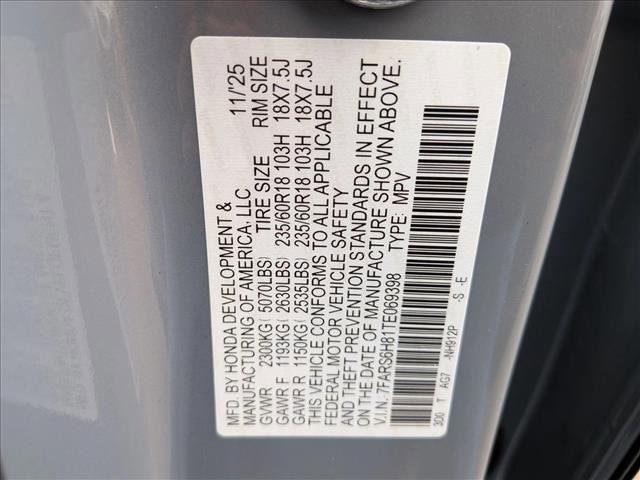 MFD. BY HONDA DEVELOPMENT & 11/'25
MANUFACTURING OF AMERICA, LLC
GVWR 2300KG( 5070LBS) TIRE SIZE RIM SIZE
GAWR F 1193KG( 2630LBS) 235/60R18 103H 18X7.5J
GAWR R 1150KG( 2535LBS) 235/60R18 103H 18X7.5J
THIS VEHICLE CONFORMS TO ALL APPLICABLE
FEDERAL MOTOR VEHICLE SAFETY
AND THEFT PREVENTION STANDARDS IN EFFECT
ON THE DATE OF MANUFACTURE SHOWN ABOVE.
V.I.N: 7FARS6H81TE069398 TYPE: MPV
3D0 T AG7 -NH912P -S -E